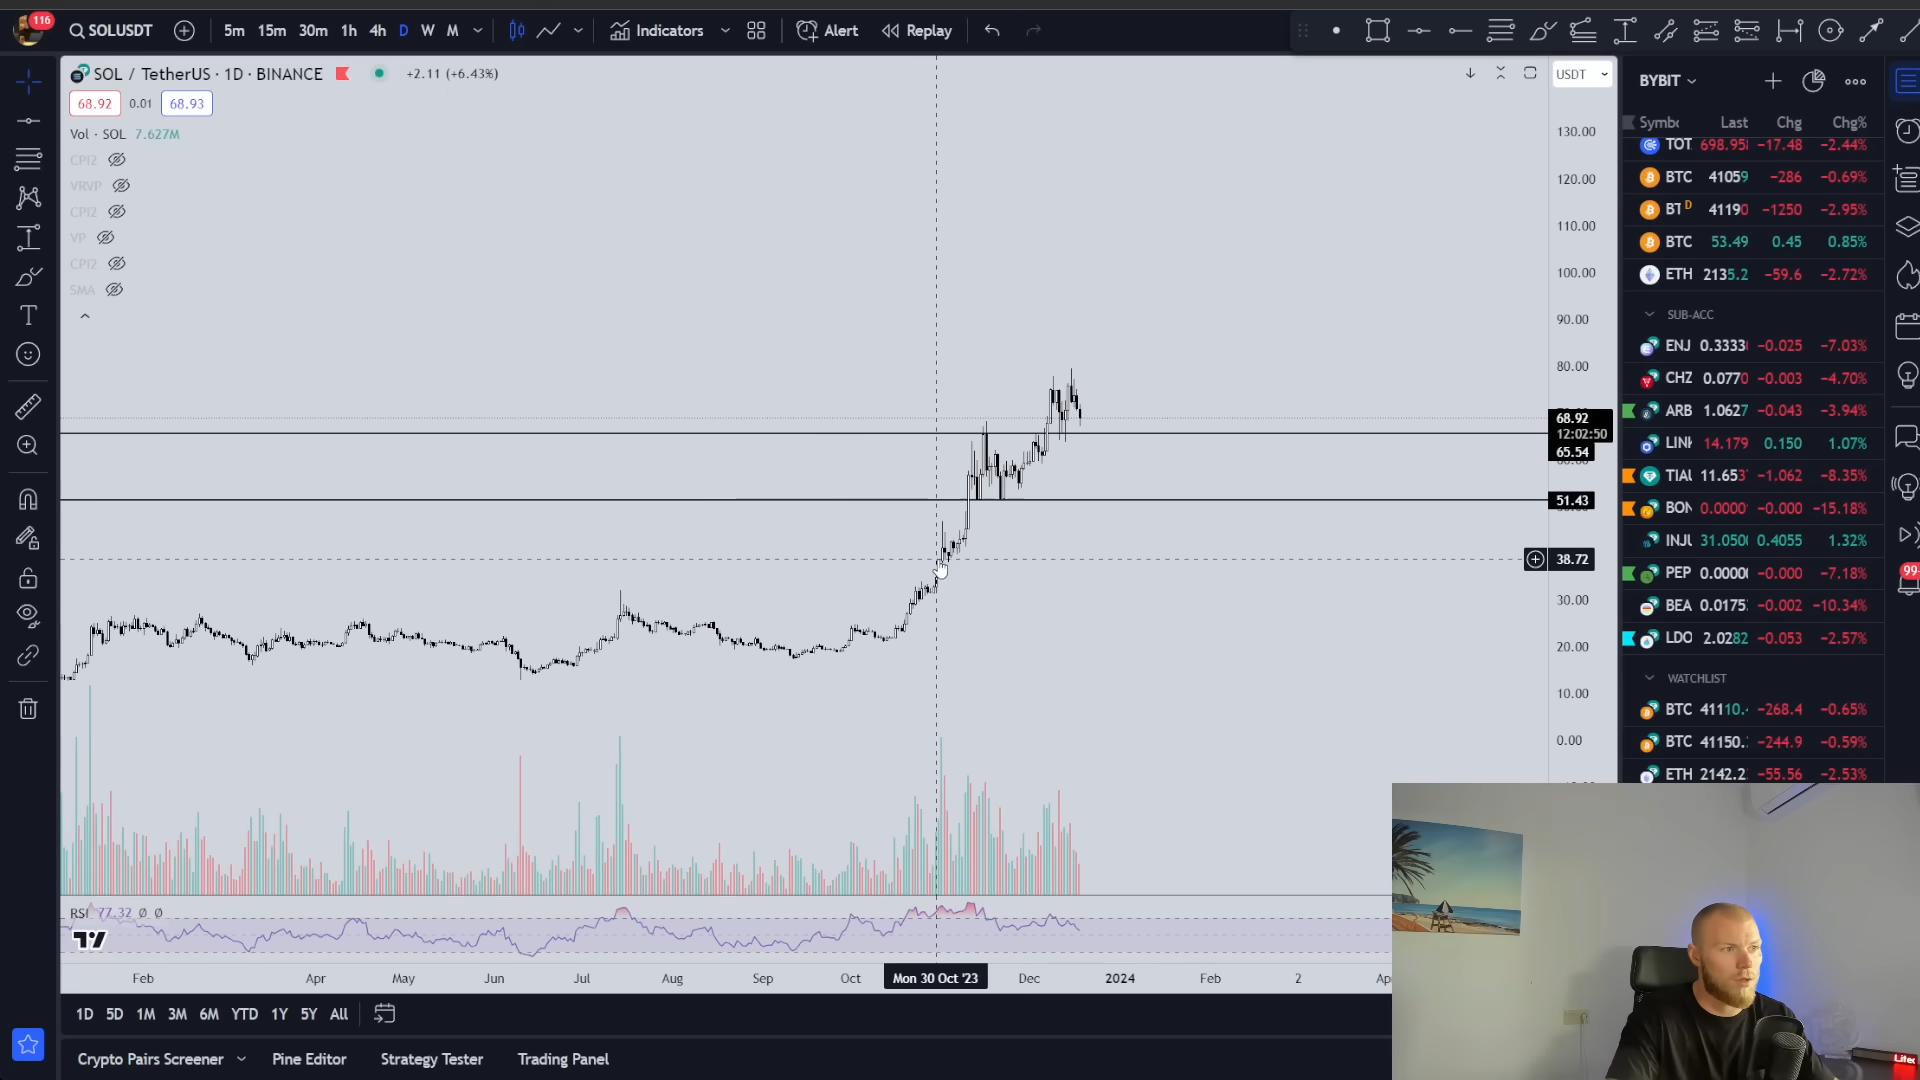 116
SOLUSDT
5m 15m 30m 1h 4h D W M
Indicators
Alert
Replay
SOL / TetherUS · 1D · BINANCE
+2.11 (+6.43%)
68.92 0.01 68.93
Vol · SOL 7.627M
CPI2
VRVP
CPI2
VP
CPI2
SMA
USDT
130.00
120.00
110.00
100.00
90.00
80.00
68.92
12:02:50
65.54
51.43
38.72
30.00
20.00
10.00
0.00
RSI 77.32 Ø Ø
Feb Apr May Jun Jul Aug Sep Oct Mon 30 Oct '23 Dec 2024 Feb 2
1D 5D 1M 3M 6M YTD 1Y 5Y All
Crypto Pairs Screener Pine Editor Strategy Tester Trading Panel
BYBIT
Symb Last Chg Chg%
TOT 698.95 −17.48 −2.44%
BTC 41059 −286 −0.69%
BT D 41190 −1250 −2.95%
BTC 53.49 0.45 0.85%
ETH 2135.2 −59.6 −2.72%
SUB-ACC
ENJ 0.3333 −0.025 −7.03%
CHZ 0.0770 −0.003 −4.70%
ARB 1.0627 −0.043 −3.94%
LINK 14.179 0.150 1.07%
TIA 11.653 −1.062 −8.35%
BON 0.0000 −0.000 −15.18%
INJ 31.050 0.4055 1.32%
PEP 0.0000 −0.000 −7.18%
BEA 0.0175 −0.002 −10.34%
LDO 2.0282 −0.053 −2.57%
99+
WATCHLIST
BTC 41110. −268.4 −0.65%
BTC 41150. −244.9 −0.59%
ETH 2142.2 −55.56 −2.53%